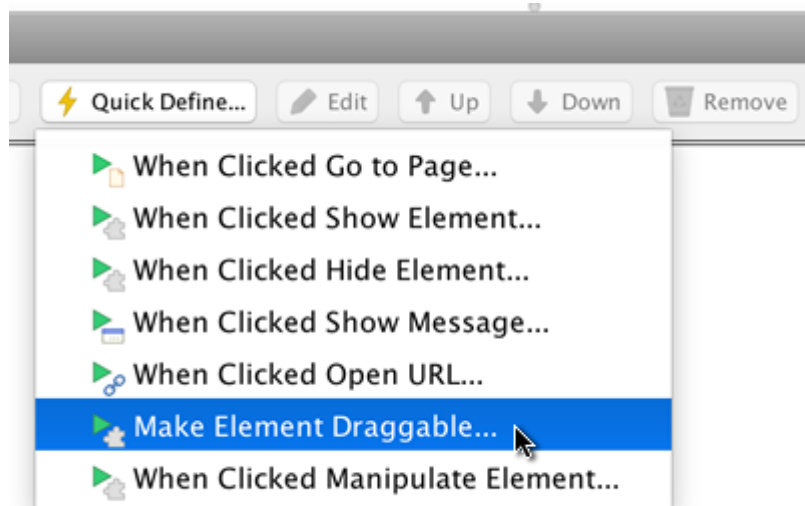 Quick Define... Edit Up Down Remove
When Clicked Go to Page...
When Clicked Show Element...
When Clicked Hide Element...
When Clicked Show Message...
When Clicked Open URL...
Make Element Draggable...
When Clicked Manipulate Element...